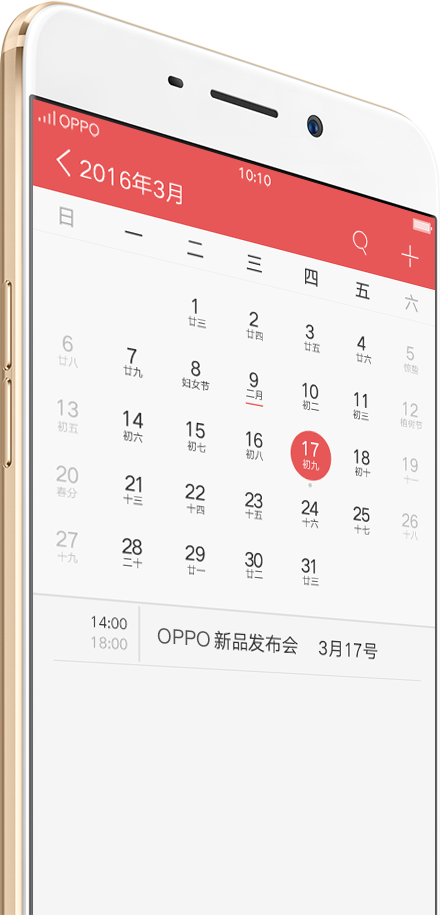 OPPO
10:10
2016年3月
日 一 二 三 四 五 六
1 2 3 4 5
廿三 廿四 廿五 廿六 惊蛰
6 7 8 9 10 11 12
廿八 廿九 妇女节 二月 初二 初三 植树节
13 14 15 16 17 18 19
初五 初六 初七 初八 初九 初十 十一
20 21 22 23 24 25 26
春分 十三 十四 十五 十六 十七 十八
27 28 29 30 31
十九 二十 廿一 廿二 廿三
14:00
18:00
OPPO 新品发布会 3月17号